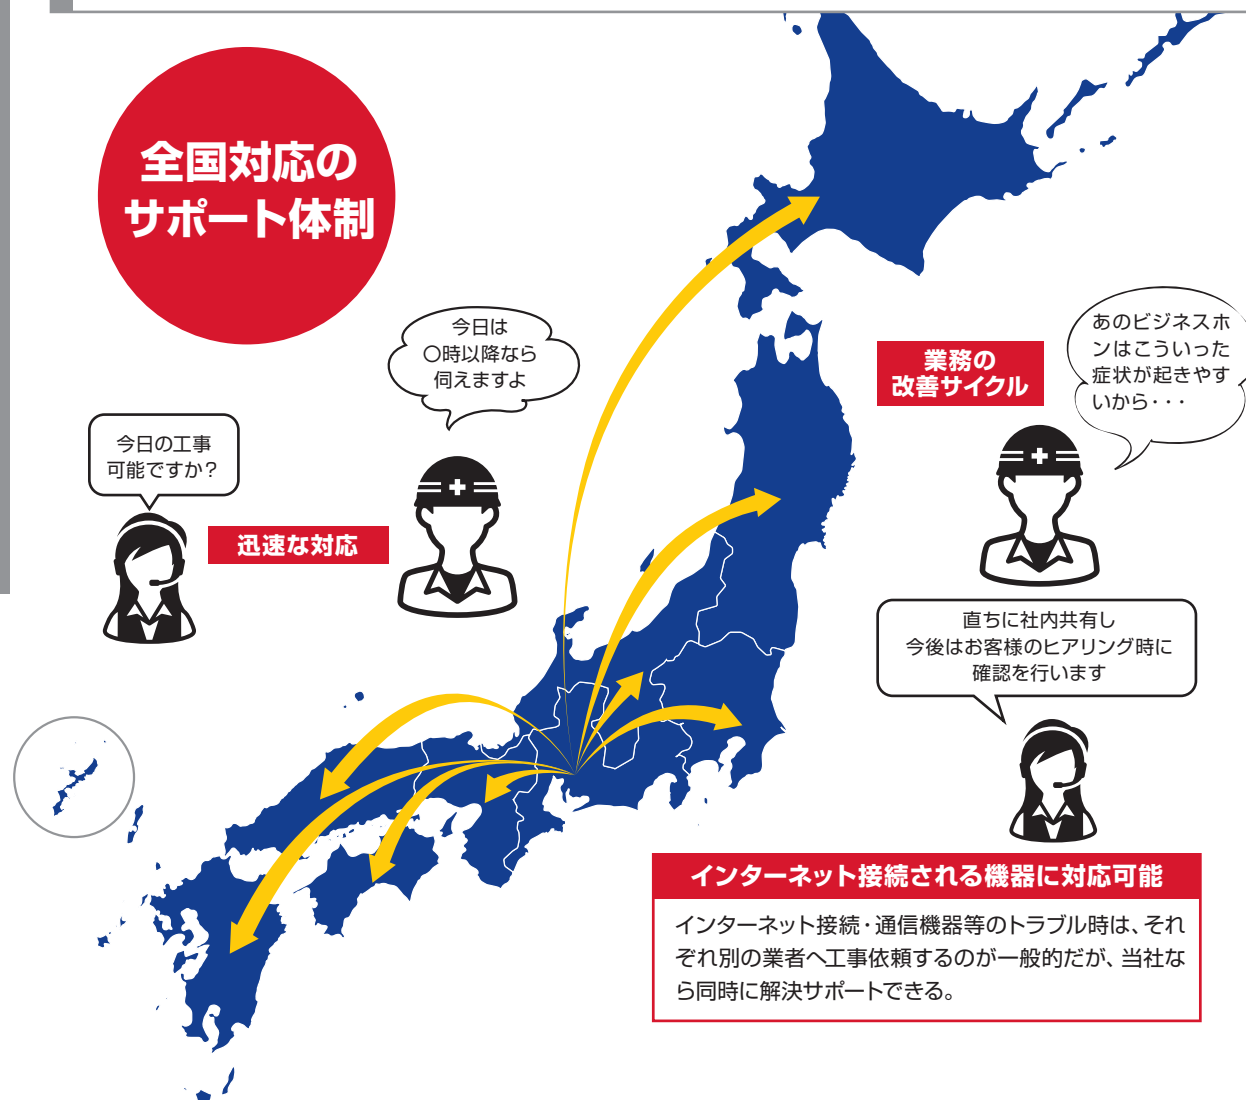 全国対応の
サポート体制
今日は
〇時以降なら
伺えますよ
今日の工事
可能ですか？
迅速な対応
業務の
改善サイクル
あのビジネスホ
ンはこういった
症状が起きやす
いから・・・
直ちに社内共有し
今後はお客様のヒアリング時に
確認を行います
インターネット接続される機器に対応可能
インターネット接続・通信機器等のトラブル時は、それ
ぞれ別の業者へ工事依頼するのが一般的だが、当社な
ら同時に解決サポートできる。